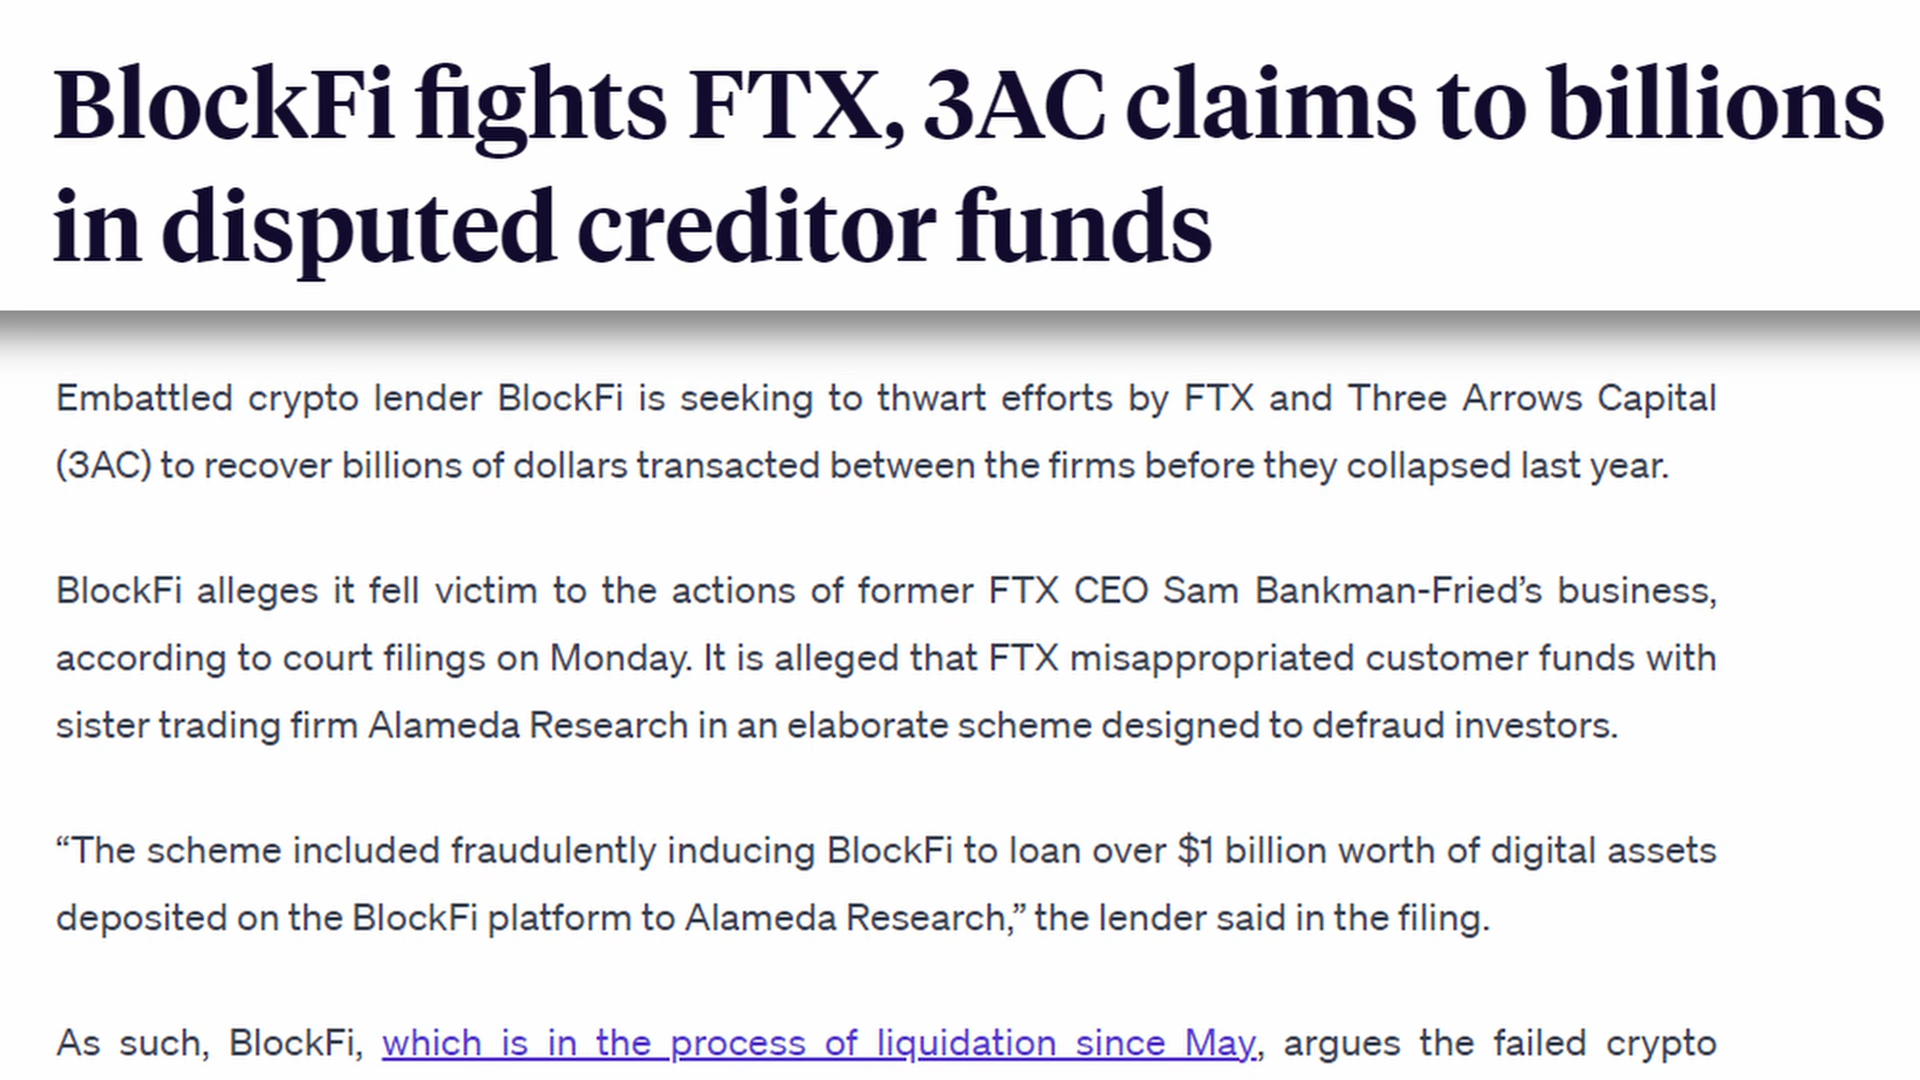 BlockFi fights FTX, 3AC claims to billions
in disputed creditor funds
Embattled crypto lender BlockFi is seeking to thwart efforts by FTX and Three Arrows Capital
(3AC) to recover billions of dollars transacted between the firms before they collapsed last year.
BlockFi alleges it fell victim to the actions of former FTX CEO Sam Bankman-Fried’s business,
according to court filings on Monday. It is alleged that FTX misappropriated customer funds with
sister trading firm Alameda Research in an elaborate scheme designed to defraud investors.
“The scheme included fraudulently inducing BlockFi to loan over $1 billion worth of digital assets
deposited on the BlockFi platform to Alameda Research,” the lender said in the filing.
As such, BlockFi, which is in the process of liquidation since May, argues the failed crypto